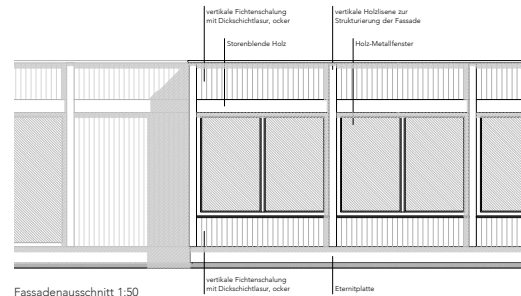 vertikale Fichtenschalung
mit Dickschichtlasur, ocker
vertikale Holzlisene zur
Strukturierung der Fassade
Storenblende Holz
Holz-Metallfenster
vertikale Fichtenschalung
mit Dickschichtlasur, ocker
Eternitplatte
Fassadenausschnitt 1:50